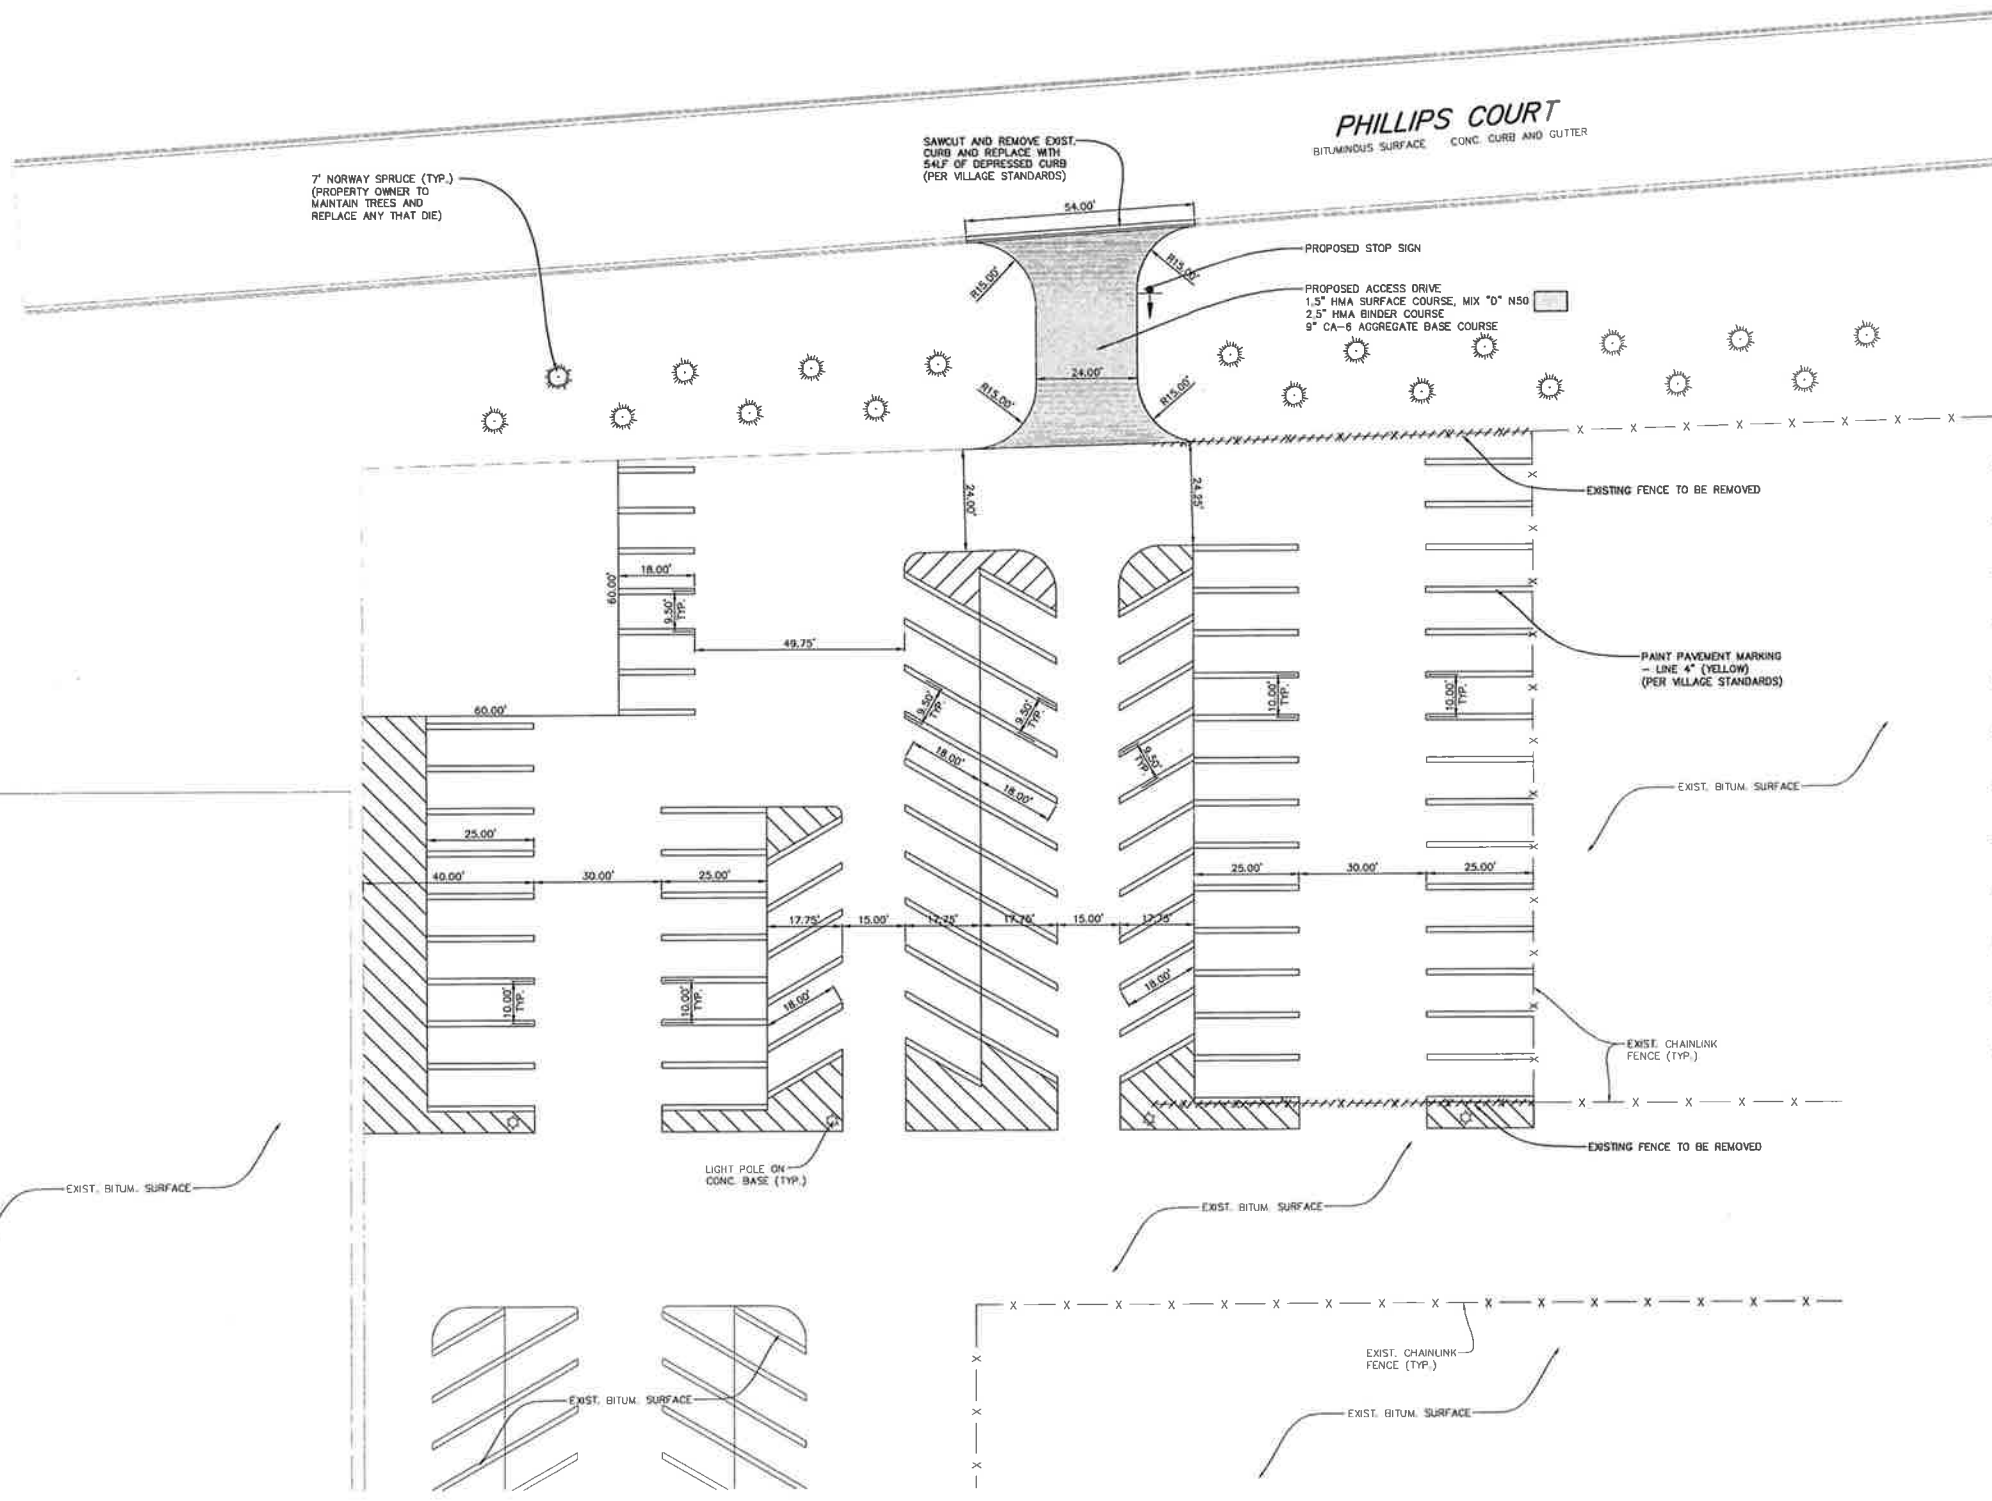 PHILLIPS COURT
BITUMINOUS SURFACE CONC. CURB AND GUTTER
SAWCUT AND REMOVE EXIST.
CURB AND REPLACE WITH
54LF OF DEPRESSED CURB
(PER VILLAGE STANDARDS)
7' NORWAY SPRUCE (TYP.)
(PROPERTY OWNER TO
MAINTAIN TREES AND
REPLACE ANY THAT DIE)
54.00'
PROPOSED STOP SIGN
R15.00'
R15.00'
PROPOSED ACCESS DRIVE
1.5" HMA SURFACE COURSE, MIX "D" N50
2.5" HMA BINDER COURSE
9" CA-6 AGGREGATE BASE COURSE
24.00'
R15.00'
R15.00'
24.00'
24.25'
EXISTING FENCE TO BE REMOVED
18.00'
60.00'
9.50'
TYP.
49.75'
PAINT PAVEMENT MARKING
- LINE 4" (YELLOW)
(PER VILLAGE STANDARDS)
60.00'
9.50'
TYP.
9.50'
TYP.
10.00'
TYP.
10.00'
TYP.
9.50'
TYP.
18.00'
18.00'
EXIST. BITUM. SURFACE
25.00'
40.00'
30.00'
25.00'
25.00'
30.00'
25.00'
17.75'
15.00'
17.75'
17.75'
15.00'
17.75'
10.00'
TYP.
10.00'
TYP.
18.00'
18.00'
EXIST. CHAINLINK
FENCE (TYP.)
EXISTING FENCE TO BE REMOVED
LIGHT POLE ON
CONC. BASE (TYP.)
EXIST. BITUM. SURFACE
EXIST. BITUM. SURFACE
EXIST. CHAINLINK
FENCE (TYP.)
EXIST. BITUM. SURFACE
EXIST. BITUM. SURFACE